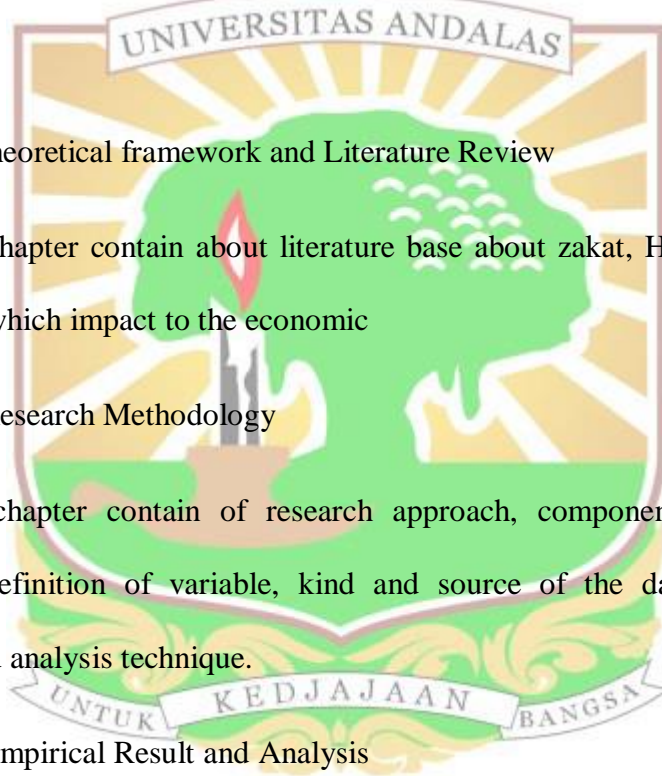 UNIVERSITAS ANDALAS
heoretical framework and Literature Review
hapter contain about literature base about zakat, H
which impact to the economic
esearch Methodology
chapter contain of research approach, componen
efinition of variable, kind and source of the da
analysis technique.
UNTUK KEDJAJAAN BANGSA
mpirical Result and Analysis